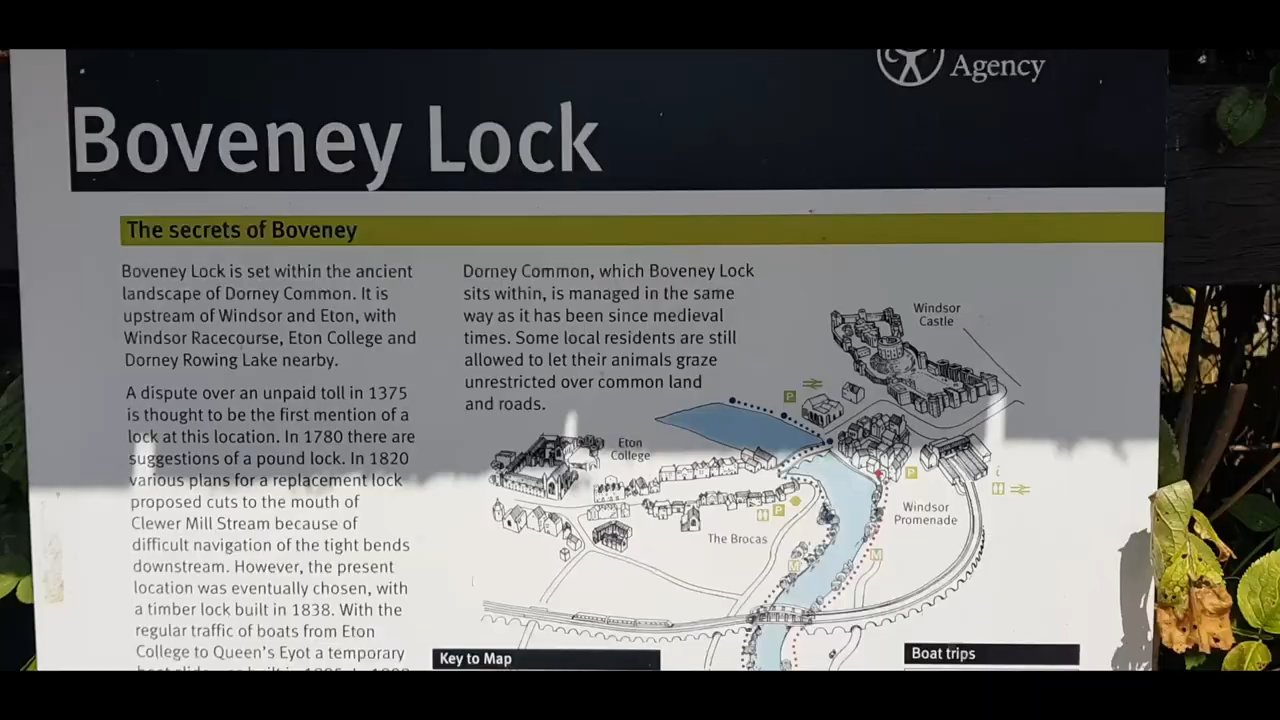 Agency
Boveney Lock
The secrets of Boveney
Boveney Lock is set within the ancient
landscape of Dorney Common. It is
upstream of Windsor and Eton, with
Windsor Racecourse, Eton College and
Dorney Rowing Lake nearby.
A dispute over an unpaid toll in 1375
is thought to be the first mention of a
lock at this location. In 1780 there are
suggestions of a pound lock. In 1820
various plans for a replacement lock
proposed cuts to the mouth of
Clewer Mill Stream because of
difficult navigation of the tight bends
downstream. However, the present
location was eventually chosen, with
a timber lock built in 1838. With the
regular traffic of boats from Eton
College to Queen's Eyot a temporary
Dorney Common, which Boveney Lock
sits within, is managed in the same
way as it has been since medieval
times. Some local residents are still
allowed to let their animals graze
unrestricted over common land
and roads.
Windsor
Castle
P
Eton
College
P
i
P
Windsor
Promenade
The Brocas
M
M
Key to Map
Boat trips